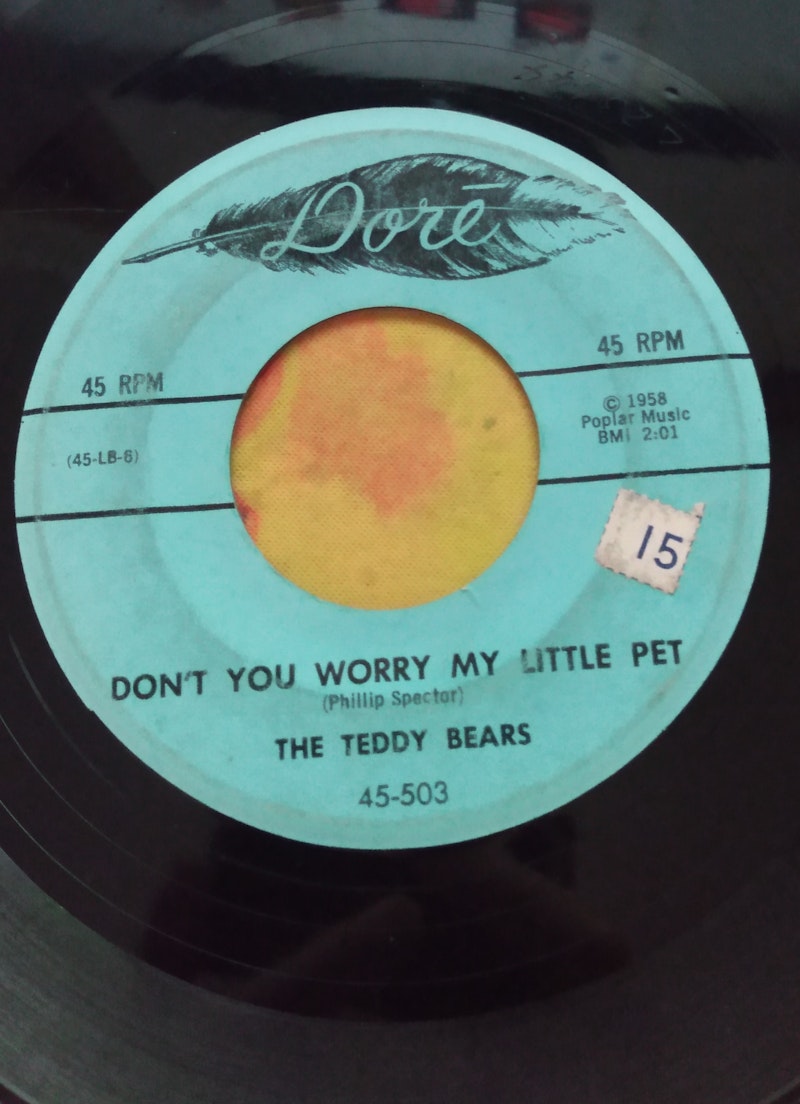 Doré
45 RPM
45 RPM
(45-LB-6)
© 1958
Poplar Music
BMI 2:01
15
DON'T YOU WORRY MY LITTLE PET
(Phillip Spector)
THE TEDDY BEARS
45-503